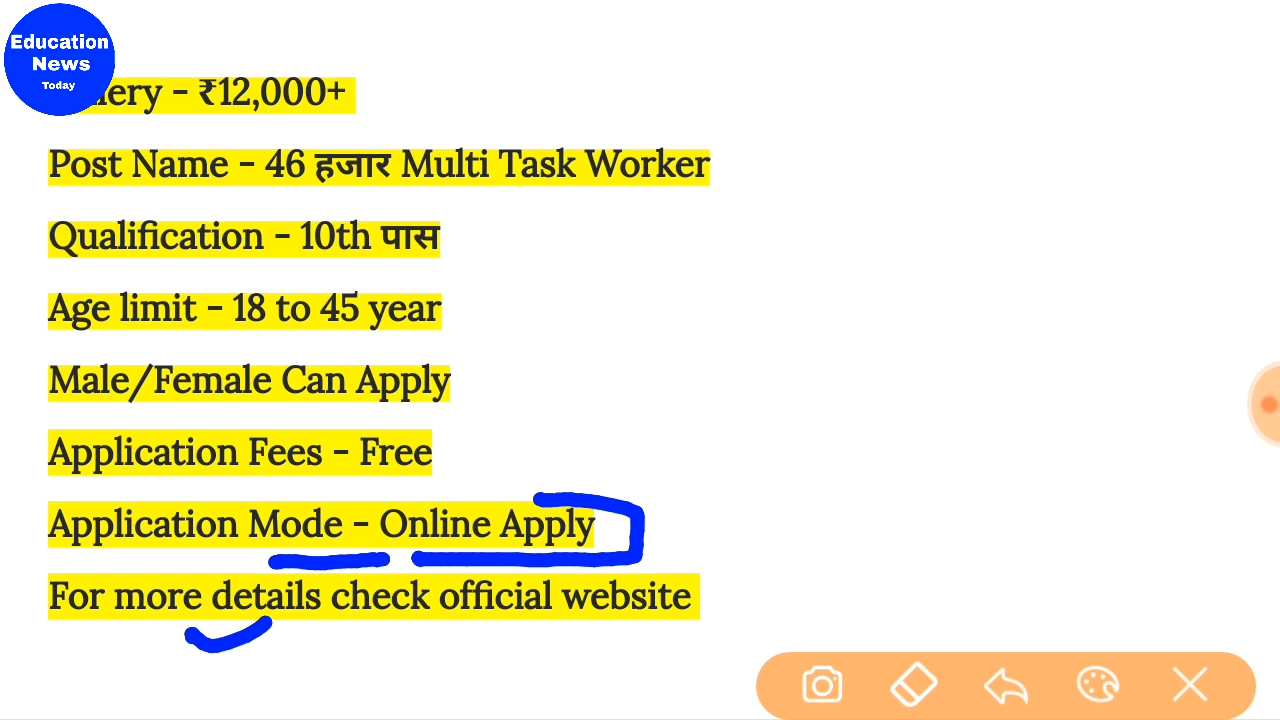 Education
News
Today
- ₹12,000+
Post Name - 46 हजार Multi Task Worker
Qualification - 10th पास
Age limit - 18 to 45 year
Male/Female Can Apply
Application Fees - Free
Application Mode - Online Apply
For more details check official website